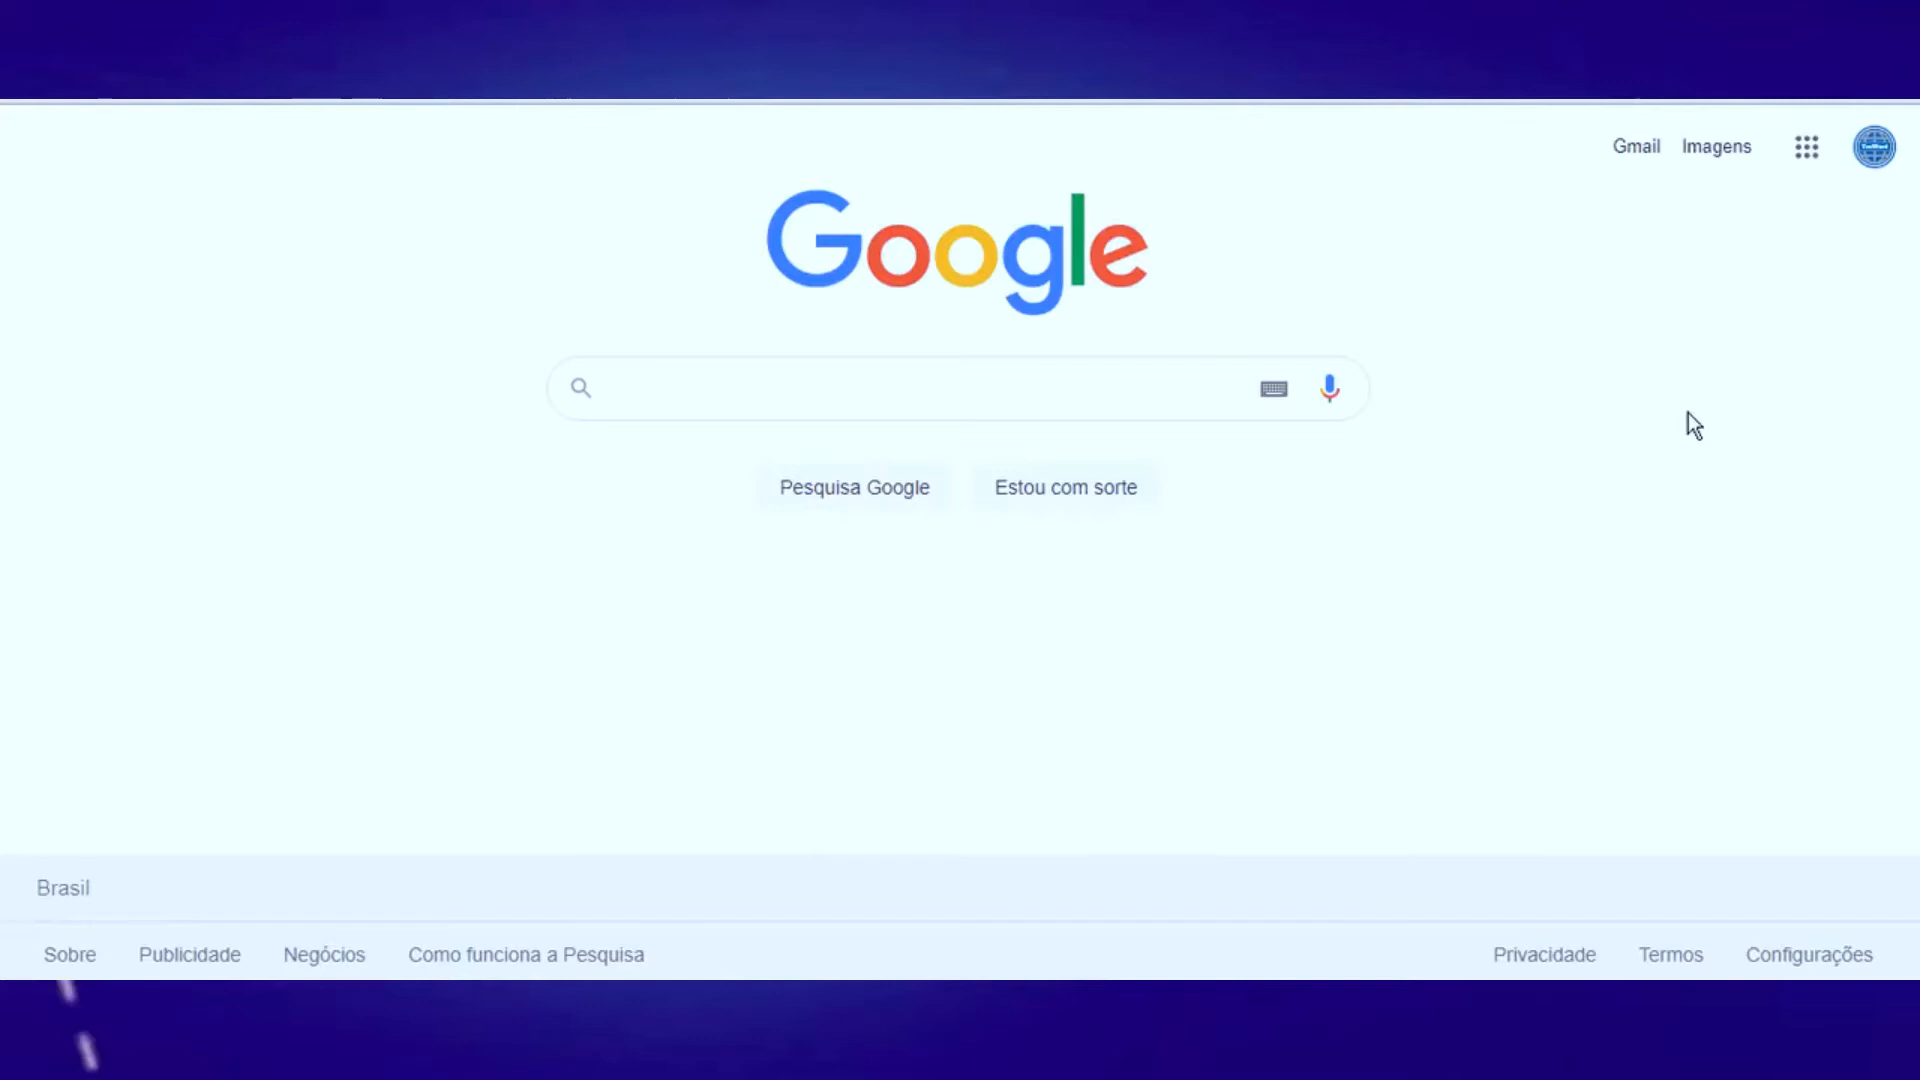 Gmail Imagens
Google
Pesquisa Google Estou com sorte
Brasil
Sobre Publicidade Negócios Como funciona a Pesquisa Privacidade Termos Configurações